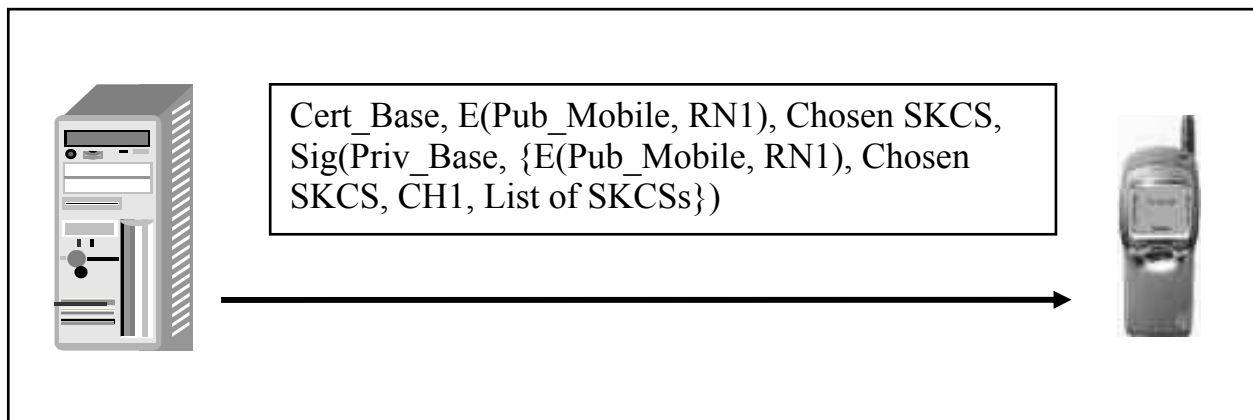 Cert_Base, E(Pub_Mobile, RN1), Chosen SKCS,
Sig(Priv_Base, {E(Pub_Mobile, RN1), Chosen
SKCS, CH1, List of SKCSs})